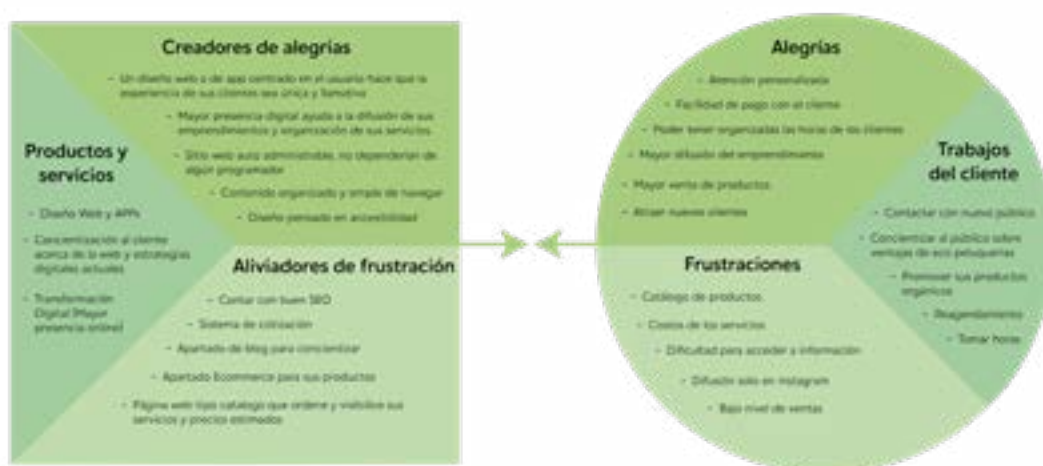 Creadores de alegrías
- Un diseño web o de app centrado en el usuario hace que la
experiencia de sus clientes sea única y llamativa
- Mayor presencia digital ayuda a la difusión de sus
emprendimientos y organización de sus servicios.
- Sitio web auto administrable, no dependerían de
algún programador
- Contenido organizado y simple de navegar
- Diseño pensado en accesibilidad
Productos y
servicios
- Diseño Web y APPs
- Concientización al cliente
acerca de la web y estrategias
digitales actuales
- Transformación
Digital (Mayor
presencia online)
Aliviadores de frustración
- Contar con buen SEO
- Sistema de cotización
- Apartado de blog para concientizar
- Apartado Ecommerce para sus productos
- Página web tipo catalogo que ordene y visibilice sus
servicios y precios estimados
Alegrías
- Atención personalizada
- Facilidad de pago con el cliente
- Poder tener organizadas las horas de los clientes
- Mayor difusión del emprendimiento
- Mayor venta de productos
- Atraer nuevos clientes
Trabajos
del cliente
- Contactar con nuevo público
- Concientizar al público sobre
ventajas de eco peluquerias
- Promover sus productos
orgánicos
- Reagendamiento
- Tomar horas
Frustraciones
- Catálogo de productos
- Costos de los servicios
- Dificultad para acceder a información
- Difusión solo en instagram
- Bajo nivel de ventas